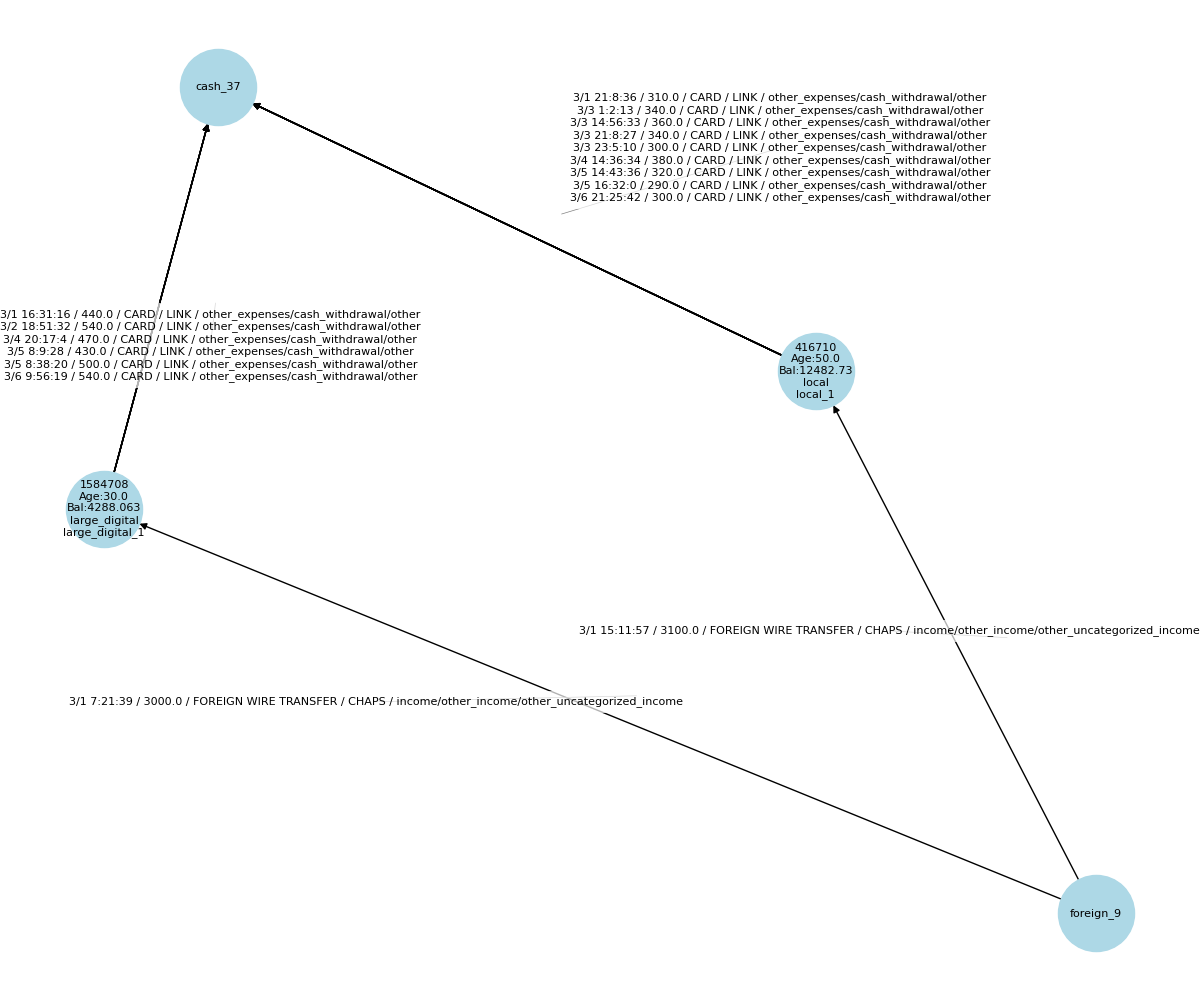 cash_37
3/1 21:8:36 / 310.0 / CARD / LINK / other_expenses/cash_withdrawal/other
3/3 1:2:13 / 340.0 / CARD / LINK / other_expenses/cash_withdrawal/other
3/3 14:56:33 / 360.0 / CARD / LINK / other_expenses/cash_withdrawal/other
3/3 21:8:27 / 340.0 / CARD / LINK / other_expenses/cash_withdrawal/other
3/3 23:5:10 / 300.0 / CARD / LINK / other_expenses/cash_withdrawal/other
3/4 14:36:34 / 380.0 / CARD / LINK / other_expenses/cash_withdrawal/other
3/5 14:43:36 / 320.0 / CARD / LINK / other_expenses/cash_withdrawal/other
3/5 16:32:0 / 290.0 / CARD / LINK / other_expenses/cash_withdrawal/other
3/6 21:25:42 / 300.0 / CARD / LINK / other_expenses/cash_withdrawal/other
3/1 16:31:16 / 440.0 / CARD / LINK / other_expenses/cash_withdrawal/other
3/2 18:51:32 / 540.0 / CARD / LINK / other_expenses/cash_withdrawal/other
3/4 20:17:4 / 470.0 / CARD / LINK / other_expenses/cash_withdrawal/other
3/5 8:9:28 / 430.0 / CARD / LINK / other_expenses/cash_withdrawal/other
3/5 8:38:20 / 500.0 / CARD / LINK / other_expenses/cash_withdrawal/other
3/6 9:56:19 / 540.0 / CARD / LINK / other_expenses/cash_withdrawal/other
416710
Age:50.0
Bal:12482.73
local
local_1
1584708
Age:30.0
Bal:4288.063
large_digital
large_digital_1
3/1 15:11:57 / 3100.0 / FOREIGN WIRE TRANSFER / CHAPS / income/other_income/other_uncategorized_income
3/1 7:21:39 / 3000.0 / FOREIGN WIRE TRANSFER / CHAPS / income/other_income/other_uncategorized_income
foreign_9